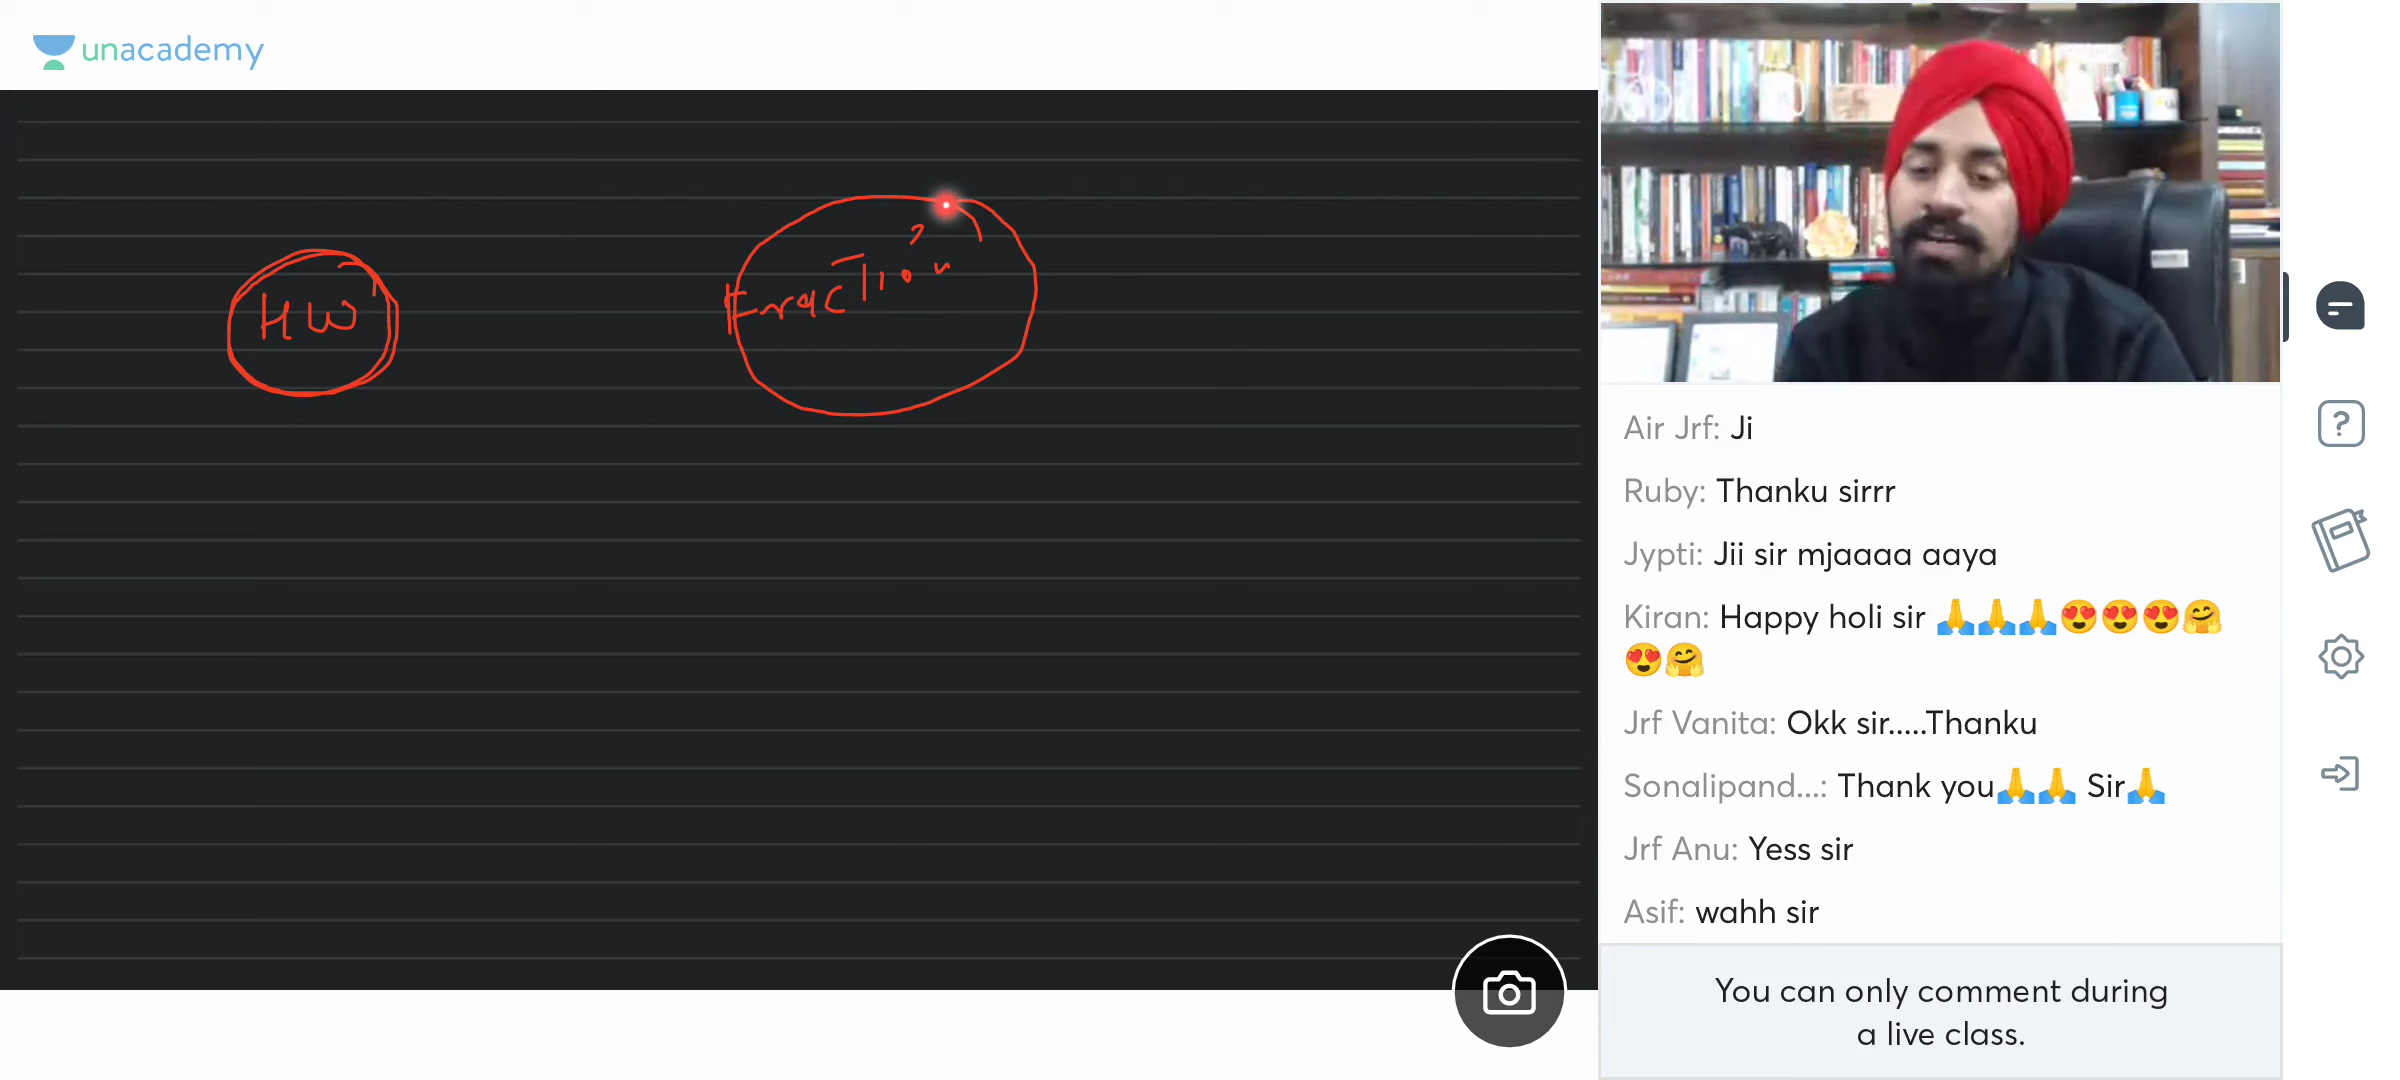 unacademy
HW
Fraction
Air Jrf: Ji
Ruby: Thanku sirrr
Jypti: Jii sir mjaaaa aaya
Kiran: Happy holi sir 🙏🙏🙏😍😍😍🤗
😍🤗
Jrf Vanita: Okk sir.....Thanku
Sonalipand...: Thank you🙏🙏 Sir🙏
Jrf Anu: Yess sir
Asif: wahh sir
You can only comment during
a live class.